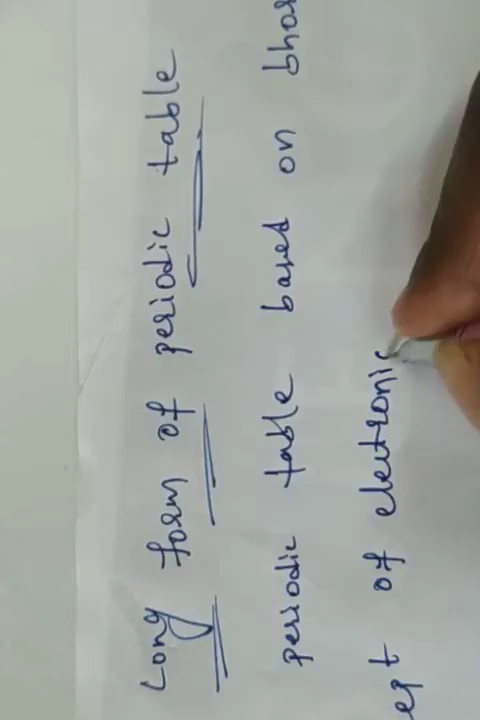 Long form of periodic table
periodic table based on
of electronic